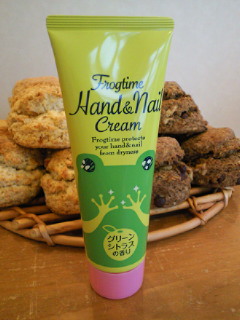 Frogtime
Hand&Nail
Cream
Frogtime protects
your hand&nail
from dryness
グリーン
シトラス
の香り